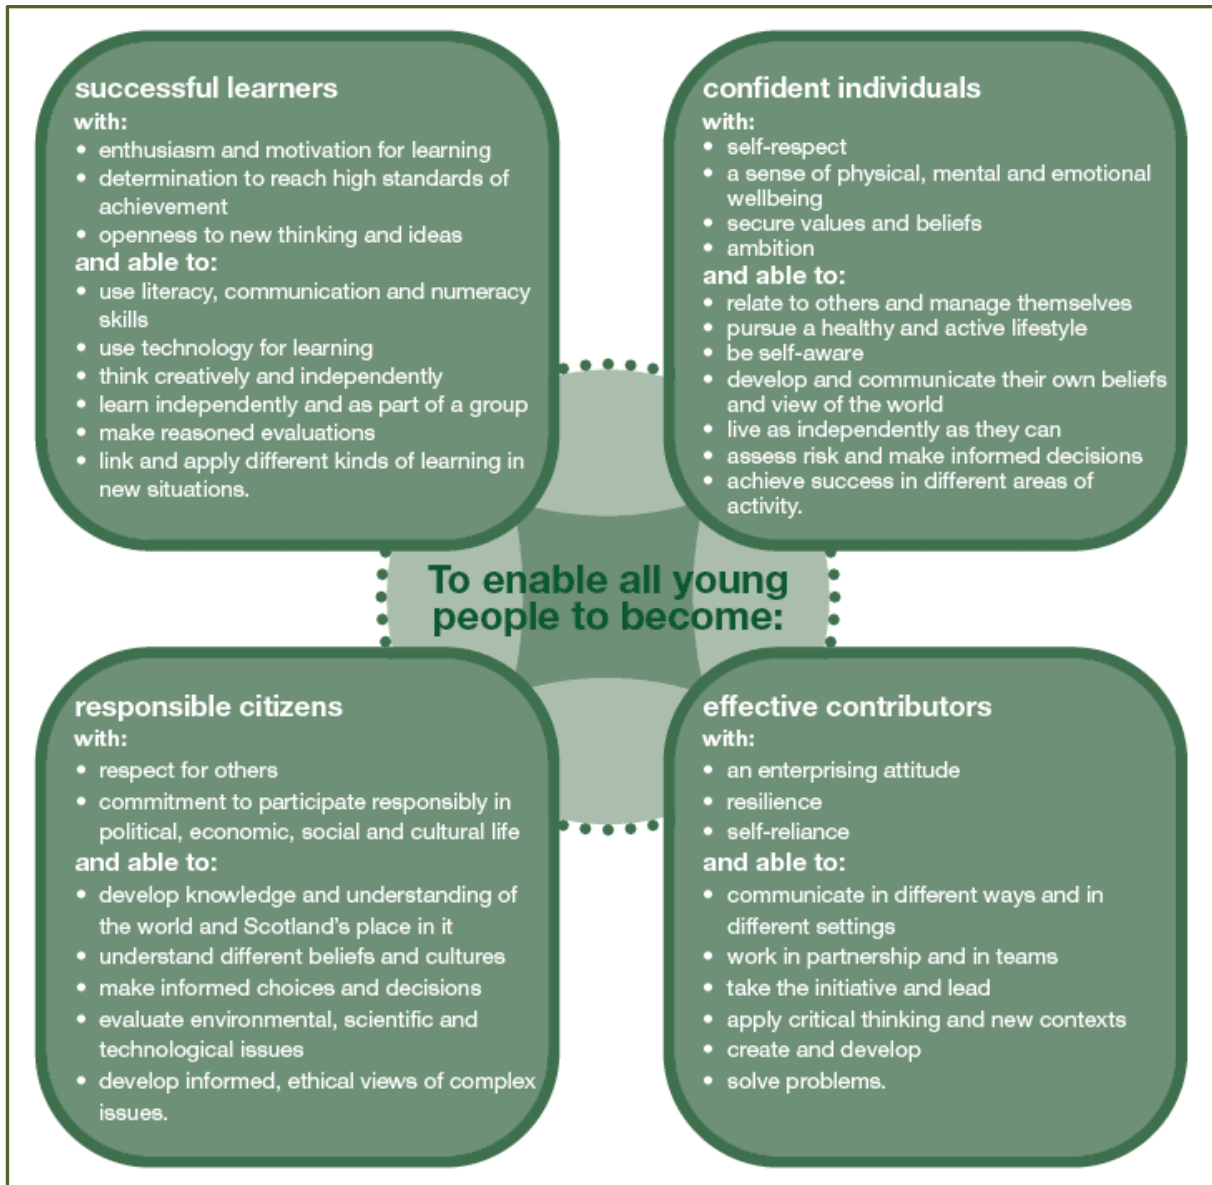 successful learners
with:
• enthusiasm and motivation for learning
• determination to reach high standards of
achievement
• openness to new thinking and ideas
and able to:
• use literacy, communication and numeracy
skills
• use technology for learning
• think creatively and independently
• learn independently and as part of a group
• make reasoned evaluations
• link and apply different kinds of learning in
new situations.
confident individuals
with:
• self-respect
• a sense of physical, mental and emotional
wellbeing
• secure values and beliefs
• ambition
and able to:
• relate to others and manage themselves
• pursue a healthy and active lifestyle
• be self-aware
• develop and communicate their own beliefs
and view of the world
• live as independently as they can
• assess risk and make informed decisions
• achieve success in different areas of
activity.
To enable all young
people to become:
responsible citizens
with:
• respect for others
• commitment to participate responsibly in
political, economic, social and cultural life
and able to:
• develop knowledge and understanding of
the world and Scotland's place in it
• understand different beliefs and cultures
• make informed choices and decisions
• evaluate environmental, scientific and
technological issues
• develop informed, ethical views of complex
issues.
effective contributors
with:
• an enterprising attitude
• resilience
• self-reliance
and able to:
• communicate in different ways and in
different settings
• work in partnership and in teams
• take the initiative and lead
• apply critical thinking and new contexts
• create and develop
• solve problems.